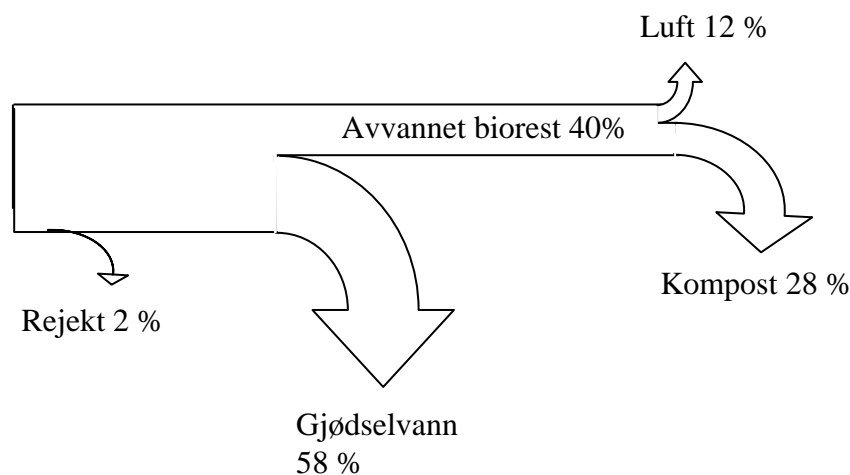 Luft 12 %
Avvannet biorest 40%
Kompost 28 %
Rejekt 2 %
Gjødselvann
58 %